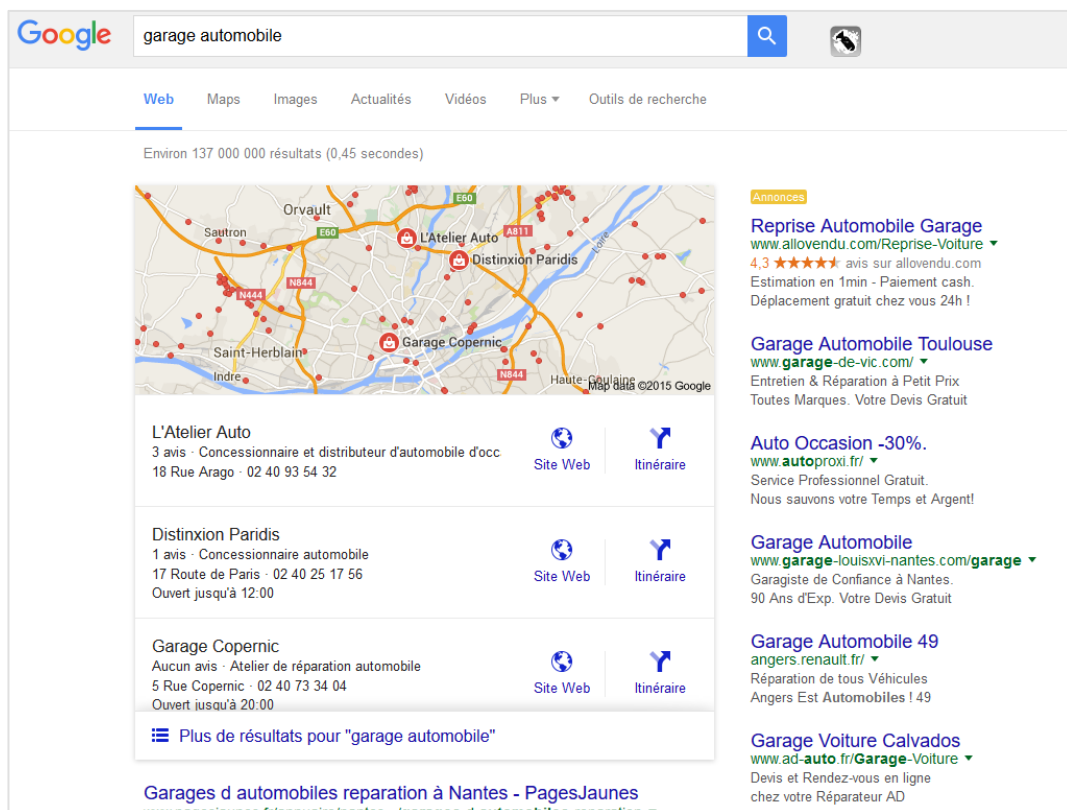 Google
garage automobile
Web Maps Images Actualités Vidéos Plus Outils de recherche
Environ 137 000 000 résultats (0,45 secondes)
E60
Orvault
Sautron
E60
L'Atelier Auto
A811
Loire
Distinxion Paridis
N844
N444
Garage Copernic
Saint-Herblain
N844
Indre
Haute-Goulaine
Map data ©2015 Google
L'Atelier Auto
3 avis · Concessionnaire et distributeur d'automobile d'occ
18 Rue Arago · 02 40 93 54 32
Site Web Itinéraire
Distinxion Paridis
1 avis · Concessionnaire automobile
17 Route de Paris · 02 40 25 17 56
Ouvert jusqu'à 12:00
Site Web Itinéraire
Garage Copernic
Aucun avis · Atelier de réparation automobile
5 Rue Copernic · 02 40 73 34 04
Ouvert jusqu'à 20:00
Site Web Itinéraire
Plus de résultats pour "garage automobile"
Garages d automobiles reparation à Nantes - PagesJaunes
Annonces
Reprise Automobile Garage
www.allovendu.com/Reprise-Voiture
4,3 ★★★★★ avis sur allovendu.com
Estimation en 1min - Paiement cash.
Déplacement gratuit chez vous 24h !
Garage Automobile Toulouse
www.garage-de-vic.com/
Entretien & Réparation à Petit Prix
Toutes Marques. Votre Devis Gratuit
Auto Occasion -30%.
www.autoproxi.fr/
Service Professionnel Gratuit.
Nous sauvons votre Temps et Argent!
Garage Automobile
www.garage-louisxvi-nantes.com/garage
Garagiste de Confiance à Nantes.
90 Ans d'Exp. Votre Devis Gratuit
Garage Automobile 49
angers.renault.fr/
Réparation de tous Véhicules
Angers Est Automobiles ! 49
Garage Voiture Calvados
www.ad-auto.fr/Garage-Voiture
Devis et Rendez-vous en ligne
chez votre Réparateur AD